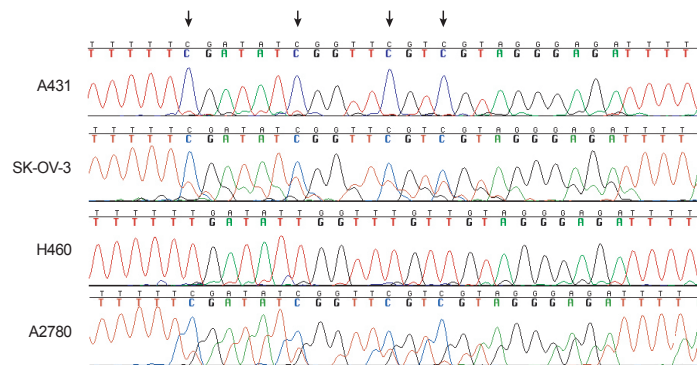 T T T T T C G A T A T C G G T T C G T C G T A G G G A G A T T T T
T T T T T C G A T A T C G G T T C G T C G T A G G G A G A T T T T
A431
T T T T T C G A T A T C G G T T C G T C G T A G G G A G A T T T T
T T T T T C G A T A T C G G T T C G T C G T A G G G A G A T T T T
SK-OV-3
T T T T T T G A T A T T G G T T T G T T G T A G G G A G A T T T T
T T T T T T G A T A T T G G T T T G T T G T A G G G A G A T T T T
H460
T T T T T C G A T A T C G G T T C G T C G T A G G G A G A T T T T
T T T T T C G A T A T C G G T T C G T C G T A G G G A G A T T T T
A2780